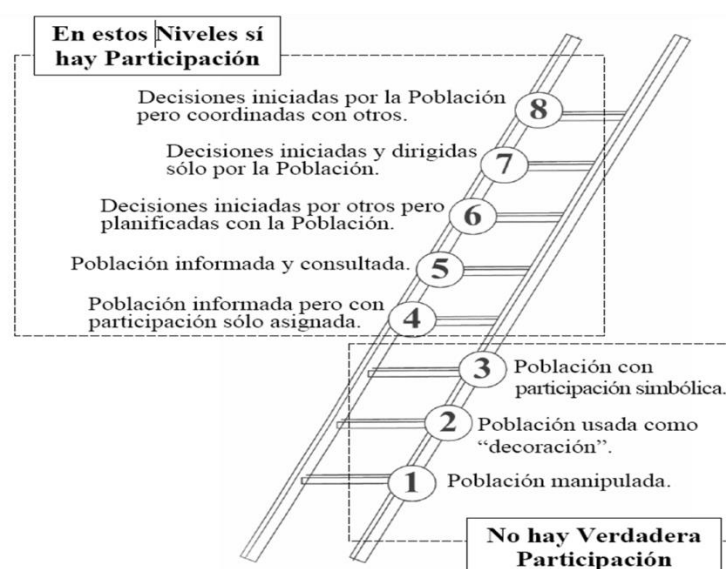 En estos Niveles sí
hay Participación
Decisiones iniciadas por la Población
pero coordinadas con otros.
8
Decisiones iniciadas y dirigidas
sólo por la Población.
7
Decisiones iniciadas por otros pero
planificadas con la Población.
6
Población informada y consultada.
5
Población informada pero con
participación sólo asignada.
4
3
Población con
participación simbólica.
2
Población usada como
“decoración”.
1
Población manipulada.
No hay Verdadera
Participación